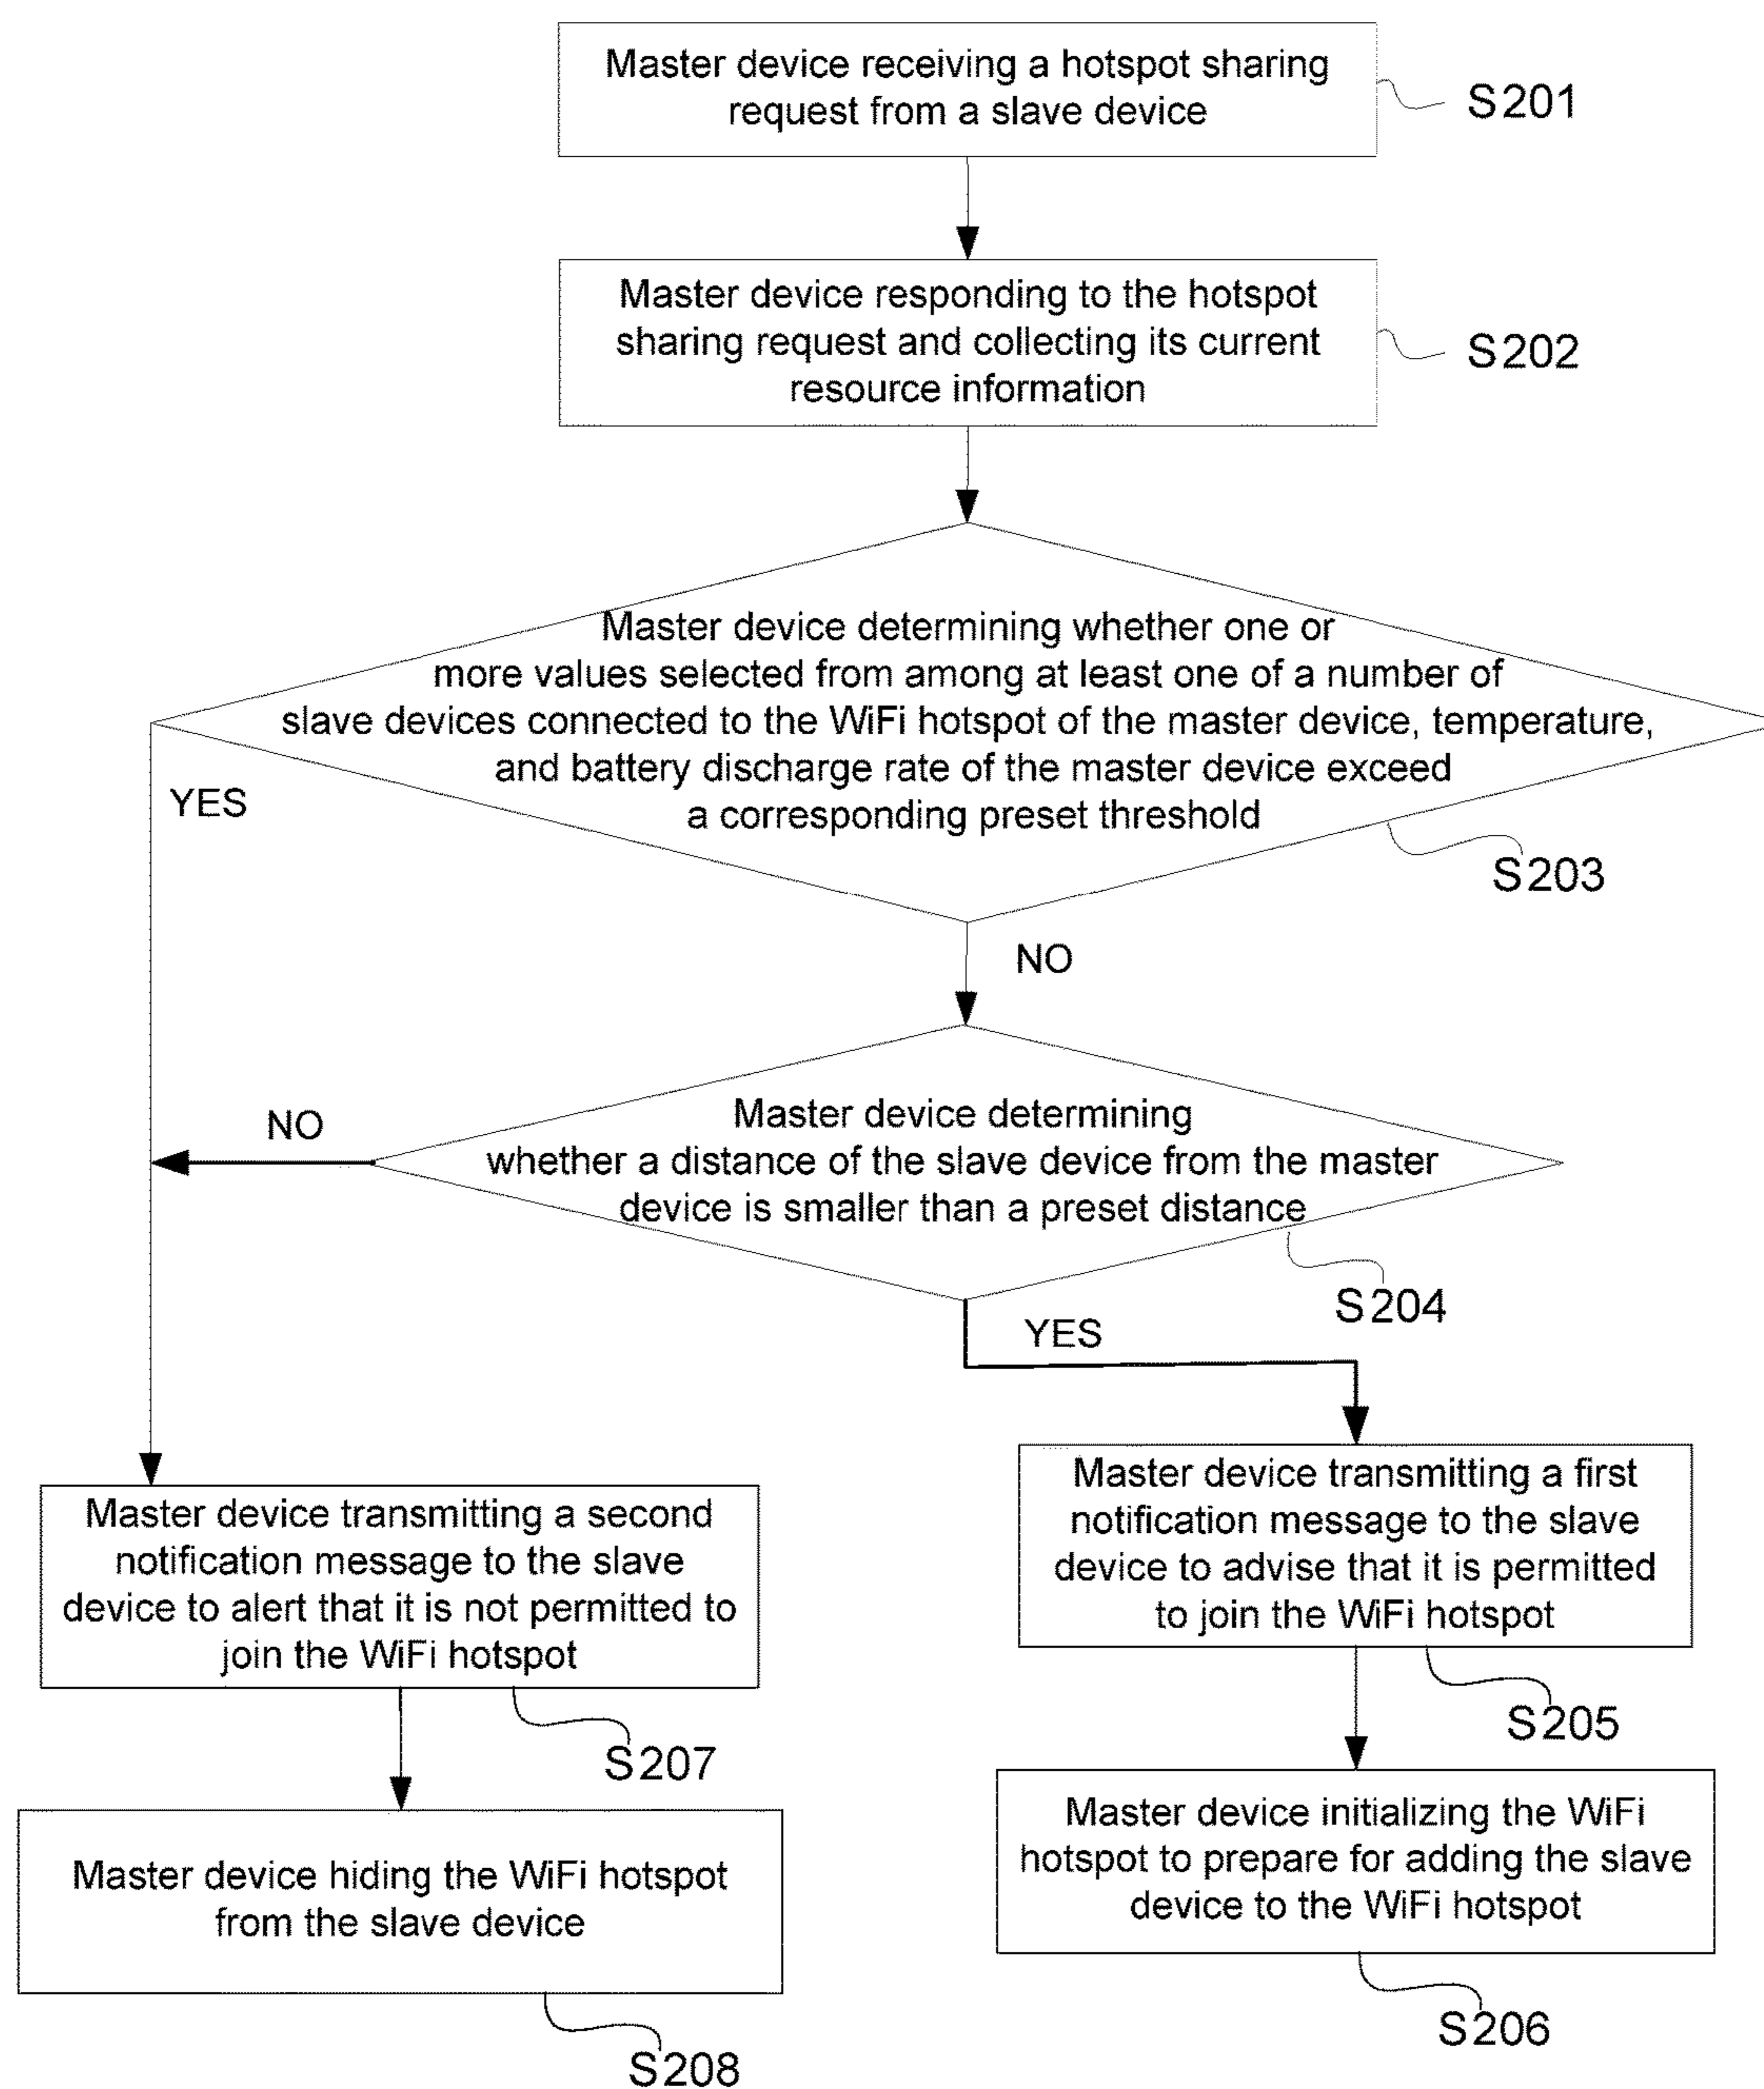 Master device receiving a hotspot sharing
request from a slave device
S201
Master device responding to the hotspot
sharing request and collecting its current
resource information
S202
Master device determining whether one or
more values selected from among at least one of a number of
slave devices connected to the WiFi hotspot of the master device, temperature,
and battery discharge rate of the master device exceed
a corresponding preset threshold
YES
S203
NO
Master device determining
whether a distance of the slave device from the master
device is smaller than a preset distance
NO
S204
YES
Master device transmitting a first
notification message to the slave
device to advise that it is permitted
to join the WiFi hotspot
S205
Master device initializing the WiFi
hotspot to prepare for adding the slave
device to the WiFi hotspot
S206
Master device transmitting a second
notification message to the slave
device to alert that it is not permitted to
join the WiFi hotspot
S207
Master device hiding the WiFi hotspot
from the slave device
S208